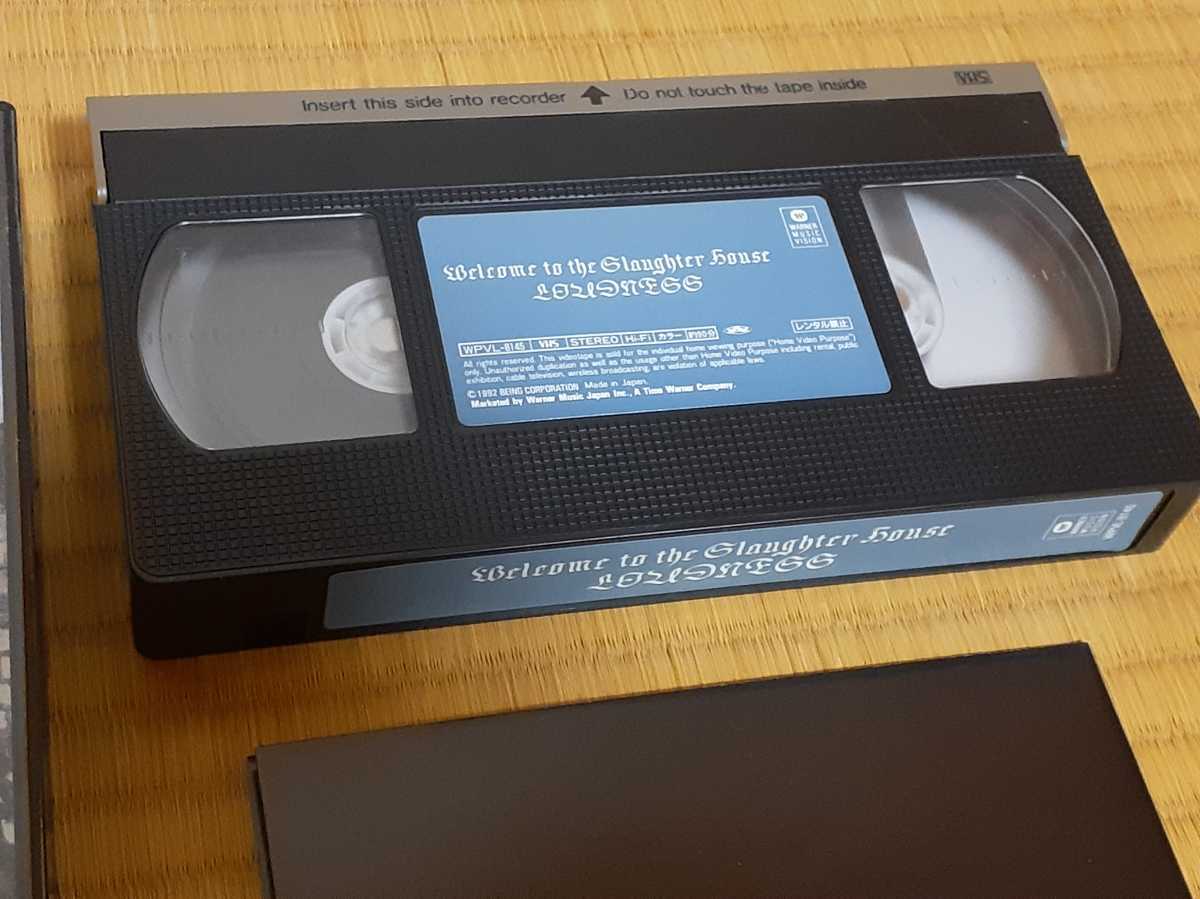 Insert this side into recorder ↑ Do not touch the tape inside
VHS
W
WARNER
MUSIC
VISION
Welcome to the Slaughter House
LOUDNESS
WPVL-8145 VHS STEREO Hi-Fi カラー 約90分
レンタル禁止
All rights reserved. This videotape is sold for the individual home viewing purpose ("Home Video Purpose")
only. Unauthorized duplication as well as the usage other than Home Video Purpose including rental, public
exhibition, cable television, wireless broadcasting, are violation of applicable laws.
©1992 BEING CORPORATION Made in Japan.
Marketed by Warner Music Japan Inc., A Time Warner Company.
Welcome to the Slaughter House
LOUDNESS